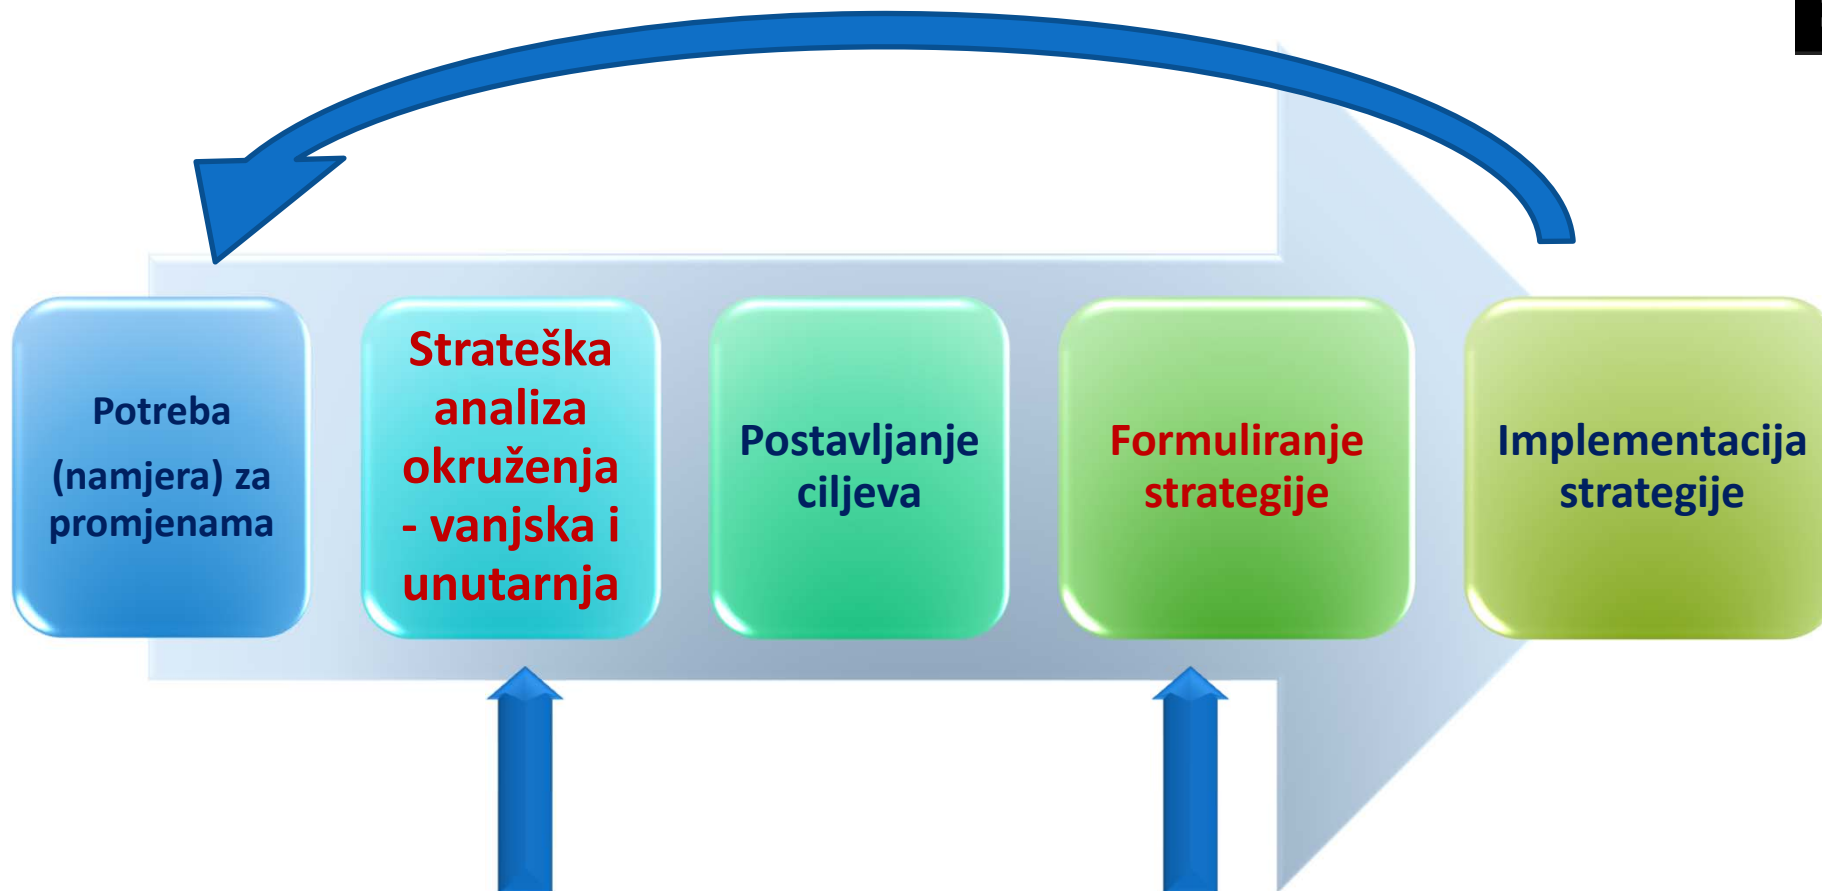 Potreba
(namjera) za
promjenama
Strateška
analiza
okruženja
- vanjska i
unutarnja
Postavljanje
ciljeva
Formuliranje
strategije
Implementacija
strategije